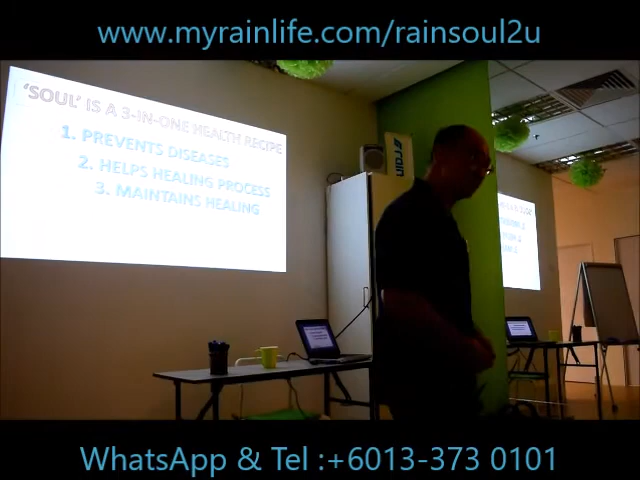 www.myrainlife.com/rainsoul2u
'SOUL' IS A 3-IN-ONE HEALTH RECIPE
1. PREVENTS DISEASES
2. HELPS HEALING PROCESS
3. MAINTAINS HEALING
rain
WhatsApp & Tel :+6013-373 0101